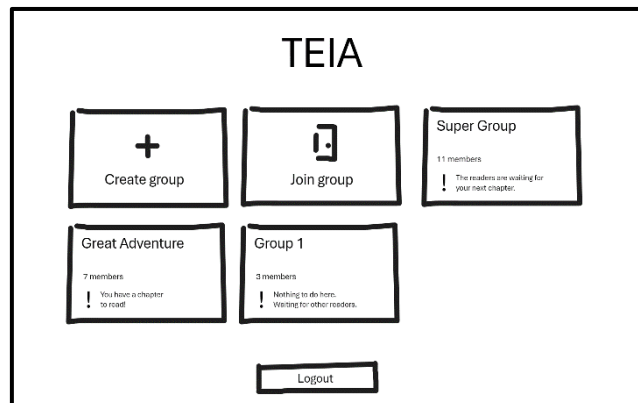 TEIA
Create group
Join group
Super Group
11 members
! The readers are waiting for
your next chapter.
Great Adventure
7 members
! You have a chapter
to read!
Group 1
3 members
! Nothing to do here.
Waiting for other readers.
Logout